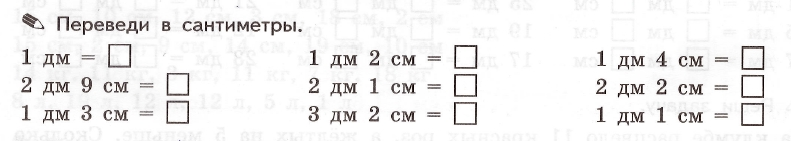 ✎ Переведи в сантиметры.
1 дм = □ 1 дм 2 см = □ 1 дм 4 см = □
2 дм 9 см = □ 2 дм 1 см = □ 2 дм 2 см = □
1 дм 3 см = □ 3 дм 2 см = □ 1 дм 1 см = □